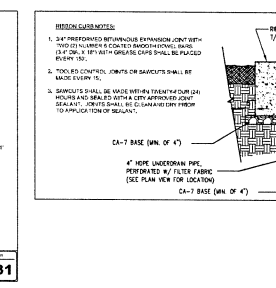 RIBBON CURB NOTES:
1. 3/4" PREFORMED BITUMINOUS EXPANSION JOINT WITH
TWO (2) NUMBER 6 COATED SMOOTH DOWEL BARS
(3/4" DIA. X 18") WITH GREASE CAPS SHALL BE PLACED
EVERY
2. TOOLED CONTROL JOINTS OR SAWCUTS SHALL BE
MADE EVERY
3. SAWCUTS SHALL BE MADE WITHIN TWENTY-FOUR (24)
HOURS AND SEALED WITH A CITY APPROVED JOINT
SEALANT. JOINTS SHALL BE CLEAN AND DRY PRIOR
TO APPLICATION OF SEALANT.
CA-7 BASE (MIN. OF 4")
4" HDPE UNDERDRAIN PIPE,
PERFORATED W/ FILTER FABRIC
(SEE PLAN VIEW FOR LOCATION)
CA-7 BASE (MIN. OF 4")
31